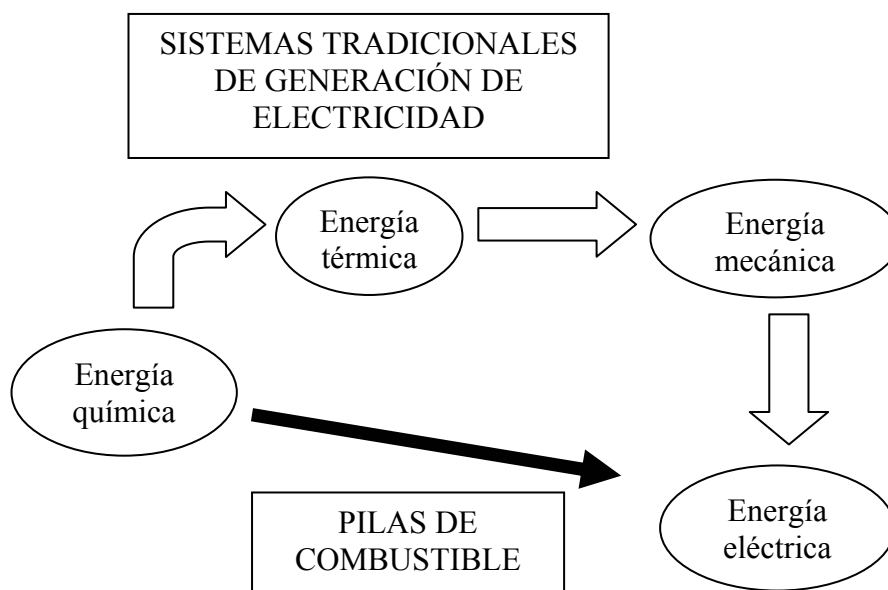 SISTEMAS TRADICIONALES
DE GENERACIÓN DE
ELECTRICIDAD
Energía
térmica
Energía
mecánica
Energía
química
PILAS DE
COMBUSTIBLE
Energía
eléctrica